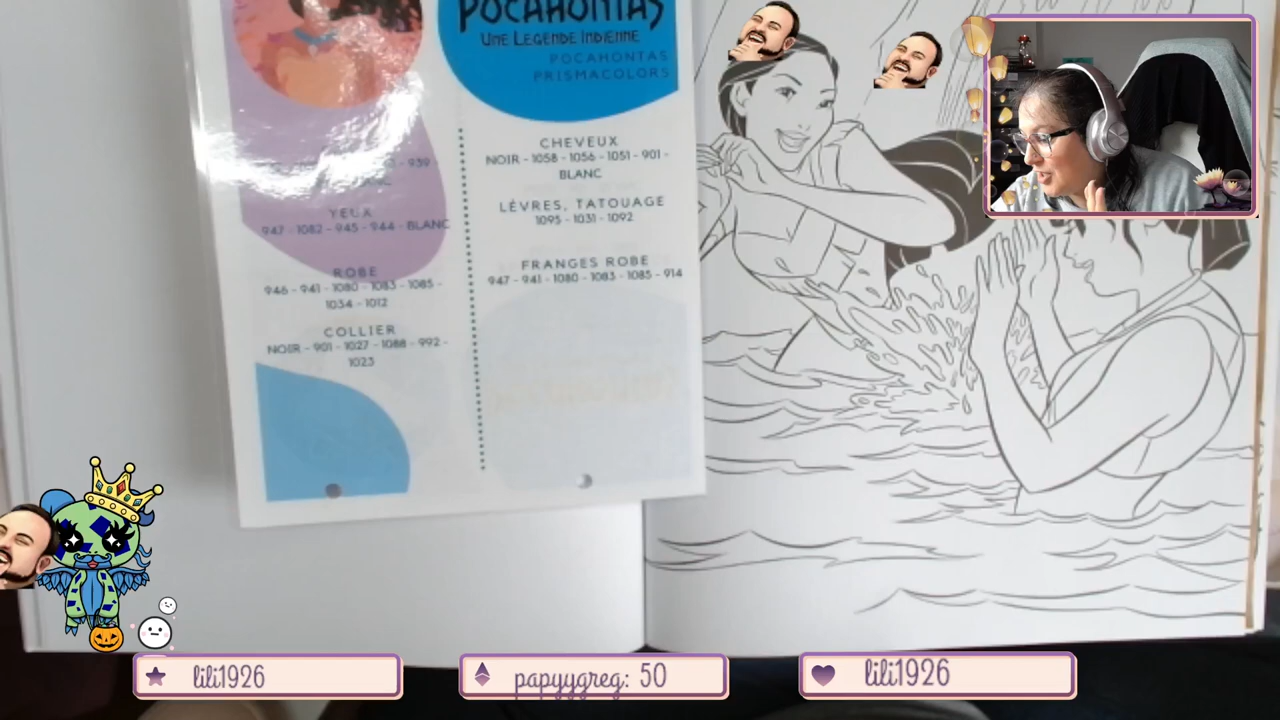 POCAHONTAS
UNE LEGENDE INDIENNE
POCAHONTAS
PRISMACOLORS
939 -
YEUX
947 - 1082 - 945 - 944 - BLANC
ROBE
946 - 941 - 1080 - 1083 - 1085 -
1034 - 1012
COLLIER
NOIR - 901 - 1027 - 1088 - 992 -
1023
CHEVEUX
NOIR - 1058 - 1056 - 1051 - 901 -
BLANC
LÈVRES, TATOUAGE
1095 - 1031 - 1092
FRANGES ROBE
947 - 941 - 1080 - 1083 - 1085 - 914
lili1926
papyygreg: 50
lili1926